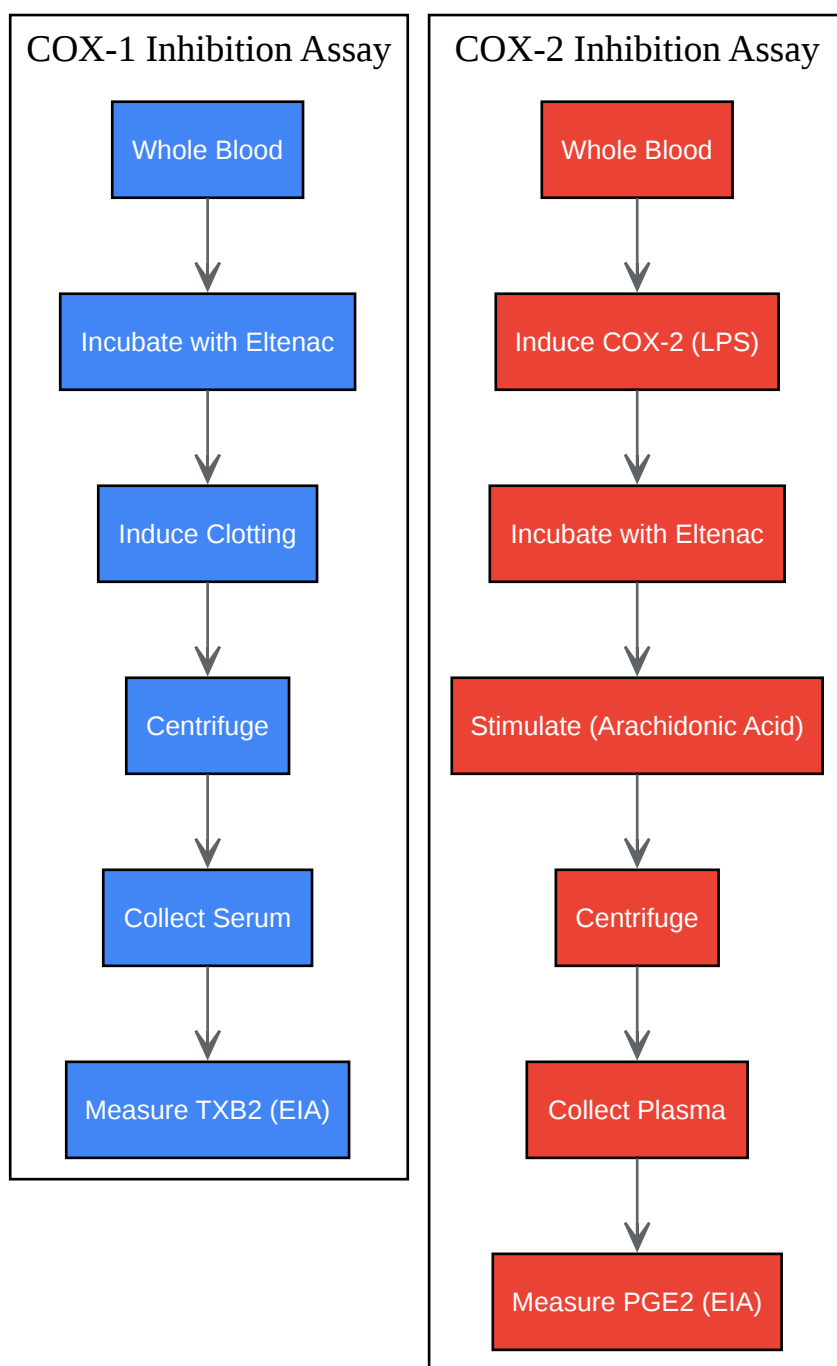 COX-1 Inhibition Assay
Whole Blood
Incubate with Eltenac
Induce Clotting
Centrifuge
Collect Serum
Measure TXB2 (EIA)
COX-2 Inhibition Assay
Whole Blood
Induce COX-2 (LPS)
Incubate with Eltenac
Stimulate (Arachidonic Acid)
Centrifuge
Collect Plasma
Measure PGE2 (EIA)